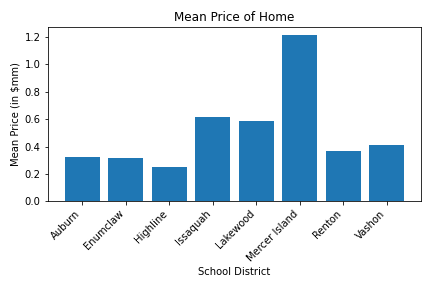 Mean Price of Home
Mean Price (in $mm)
1.2
1.0
0.8
0.6
0.4
0.2
0.0
Auburn
Enumclaw
Highline
Issaquah
Lakewood
Mercer Island
Renton
Vashon
School District